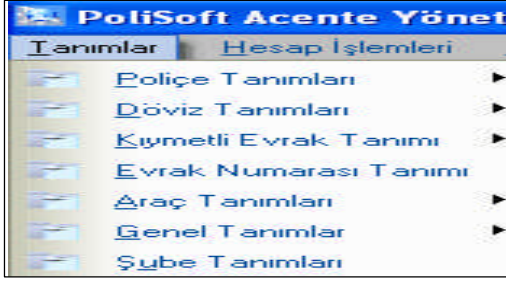 PoliSoft Acente Yönet
Tanımlar Hesap İşlemleri
Poliçe Tanımları
Döviz Tanımları
Kıymetli Evrak Tanımı
Evrak Numarası Tanımı
Araç Tanımları
Genel Tanımlar
Şube Tanımları